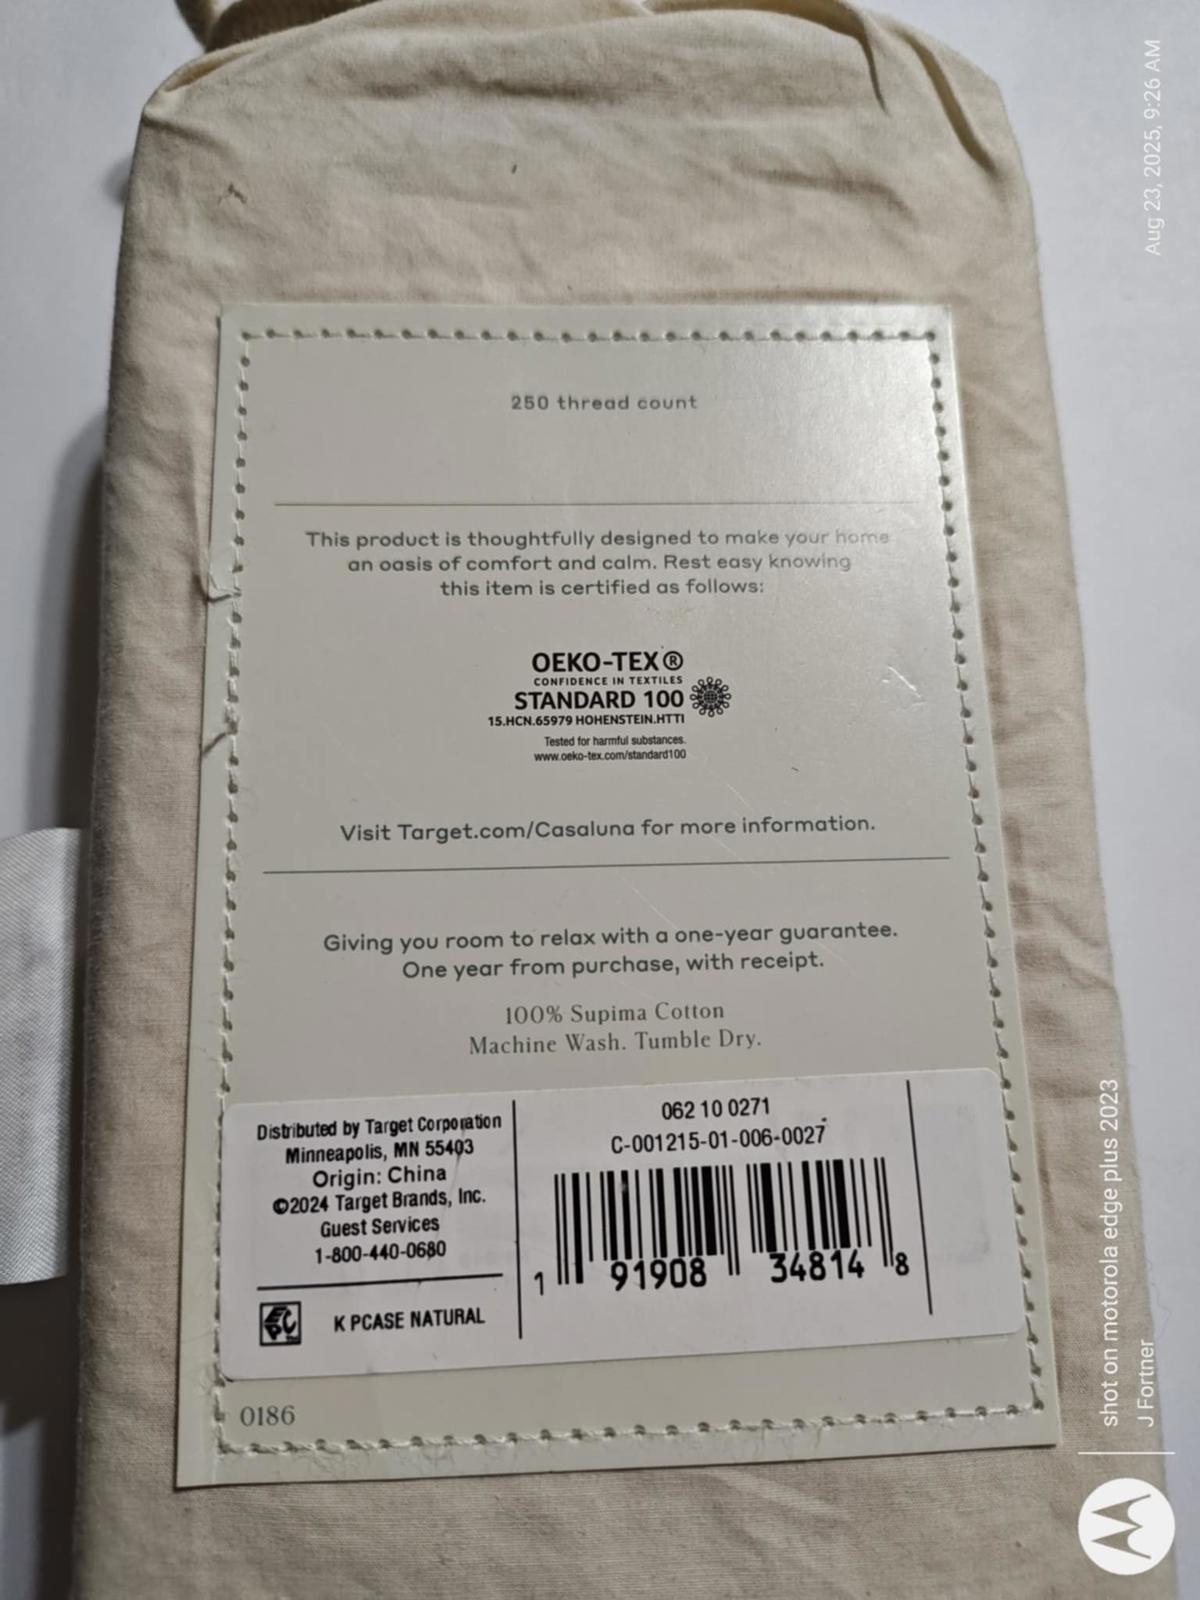 250 thread count
This product is thoughtfully designed to make your home
an oasis of comfort and calm. Rest easy knowing
this item is certified as follows:
OEKO-TEX®
CONFIDENCE IN TEXTILES
STANDARD 100
15.HCN.65979 HOHENSTEIN.HTTI
Tested for harmful substances.
www.oeko-tex.com/standard100
Visit Target.com/Casaluna for more information.
Giving you room to relax with a one-year guarantee.
One year from purchase, with receipt.
100% Supima Cotton
Machine Wash. Tumble Dry.
Distributed by Target Corporation
Minneapolis, MN 55403
Origin: China
©2024 Target Brands, Inc.
Guest Services
1-800-440-0680
EPC
K PCASE NATURAL
062 10 0271
C-001215-01-006-0027
1 91908 34814 8
0186
Aug 23, 2025, 9:26 AM
shot on motorola edge plus 2023
J Fortner